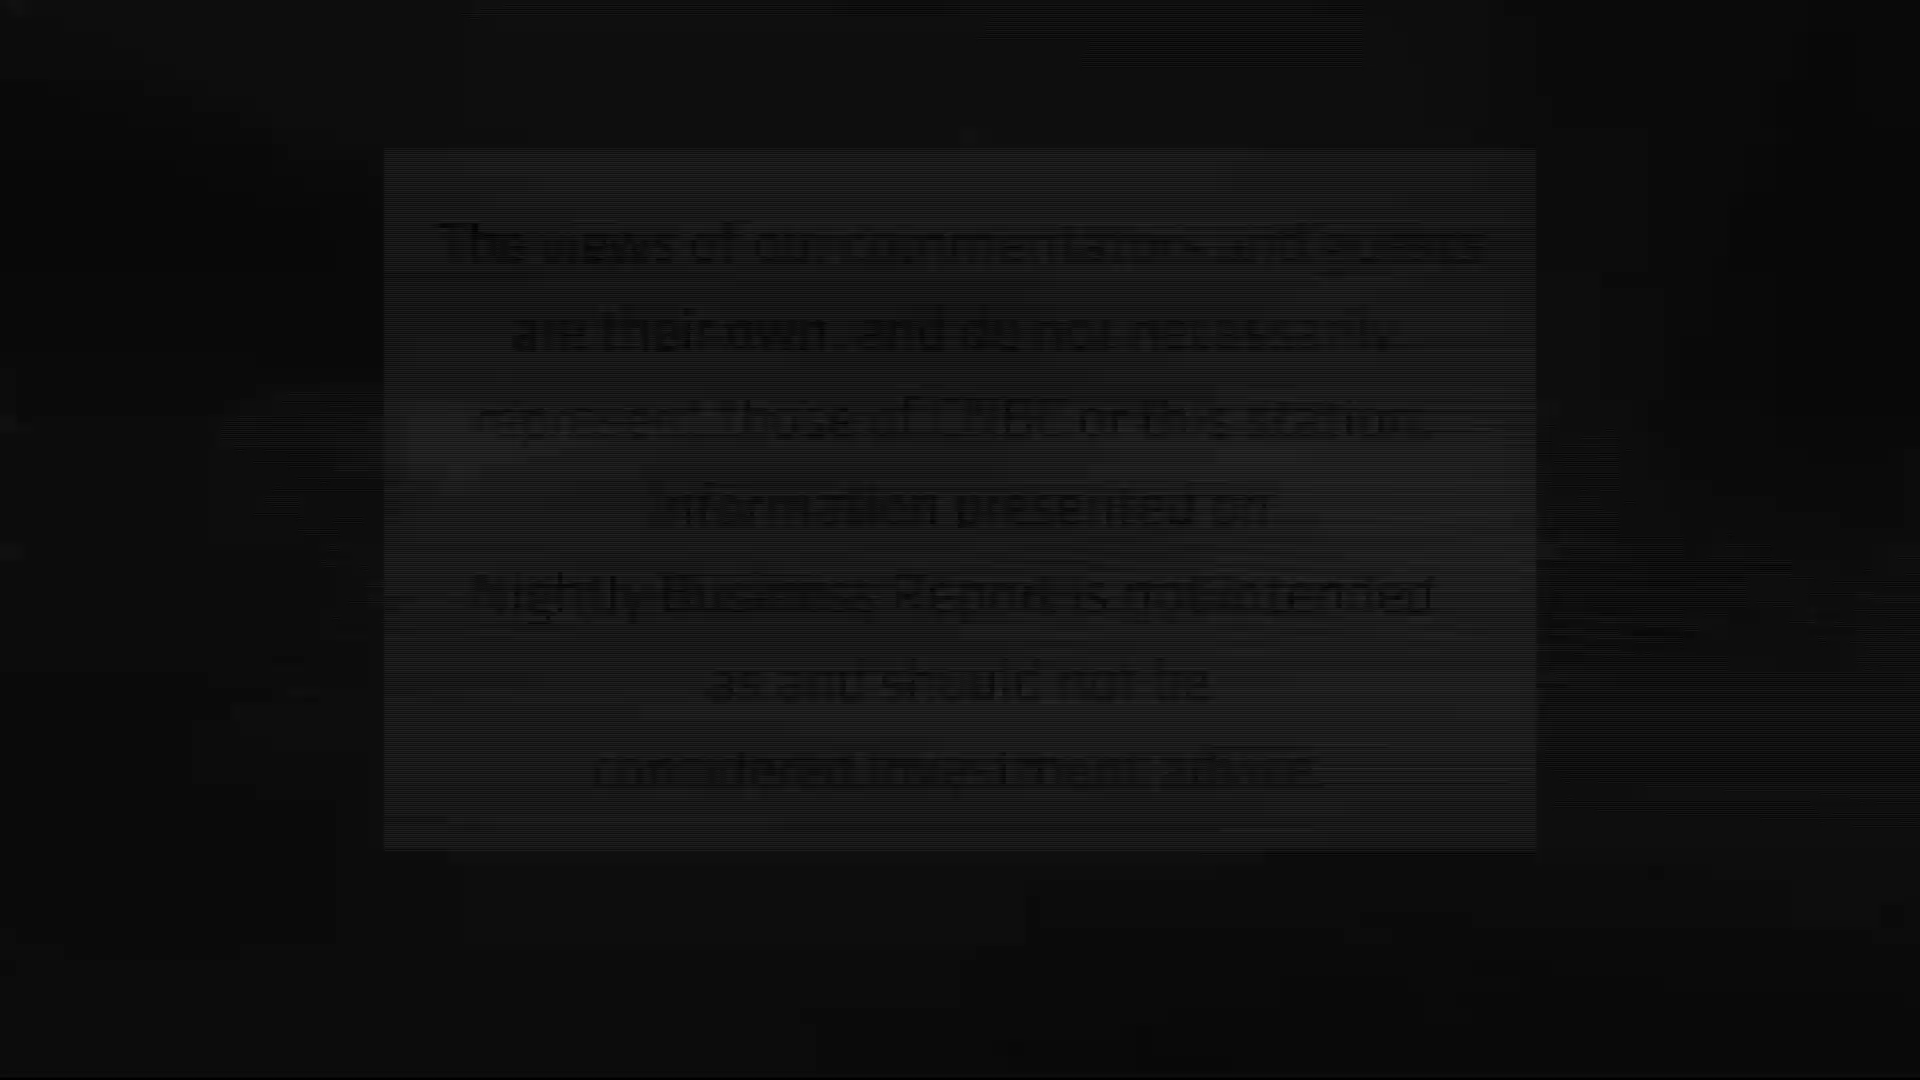 The views of our commentators and guests
are their own, and do not necessarily
represent those of CNBC or this station.
Information presented on
Nightly Business Report is not intended
as and should not be
considered investment advice.